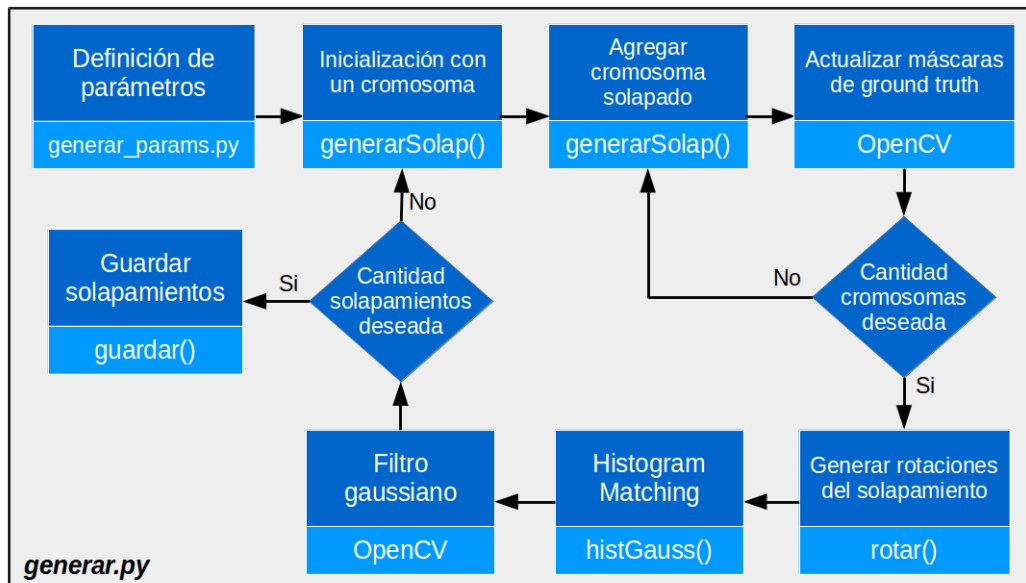 Definición de
parámetros
generar_params.py
Inicialización con
un cromosoma
generarSolap()
Agregar
cromosoma
solapado
generarSolap()
Actualizar máscaras
de ground truth
OpenCV
No
Guardar
solapamientos
guardar()
Si
Cantidad
solapamientos
deseada
No
Cantidad
cromosomas
deseada
Si
Filtro
gaussiano
OpenCV
Histogram
Matching
histGauss()
Generar rotaciones
del solapamiento
rotar()
generar.py